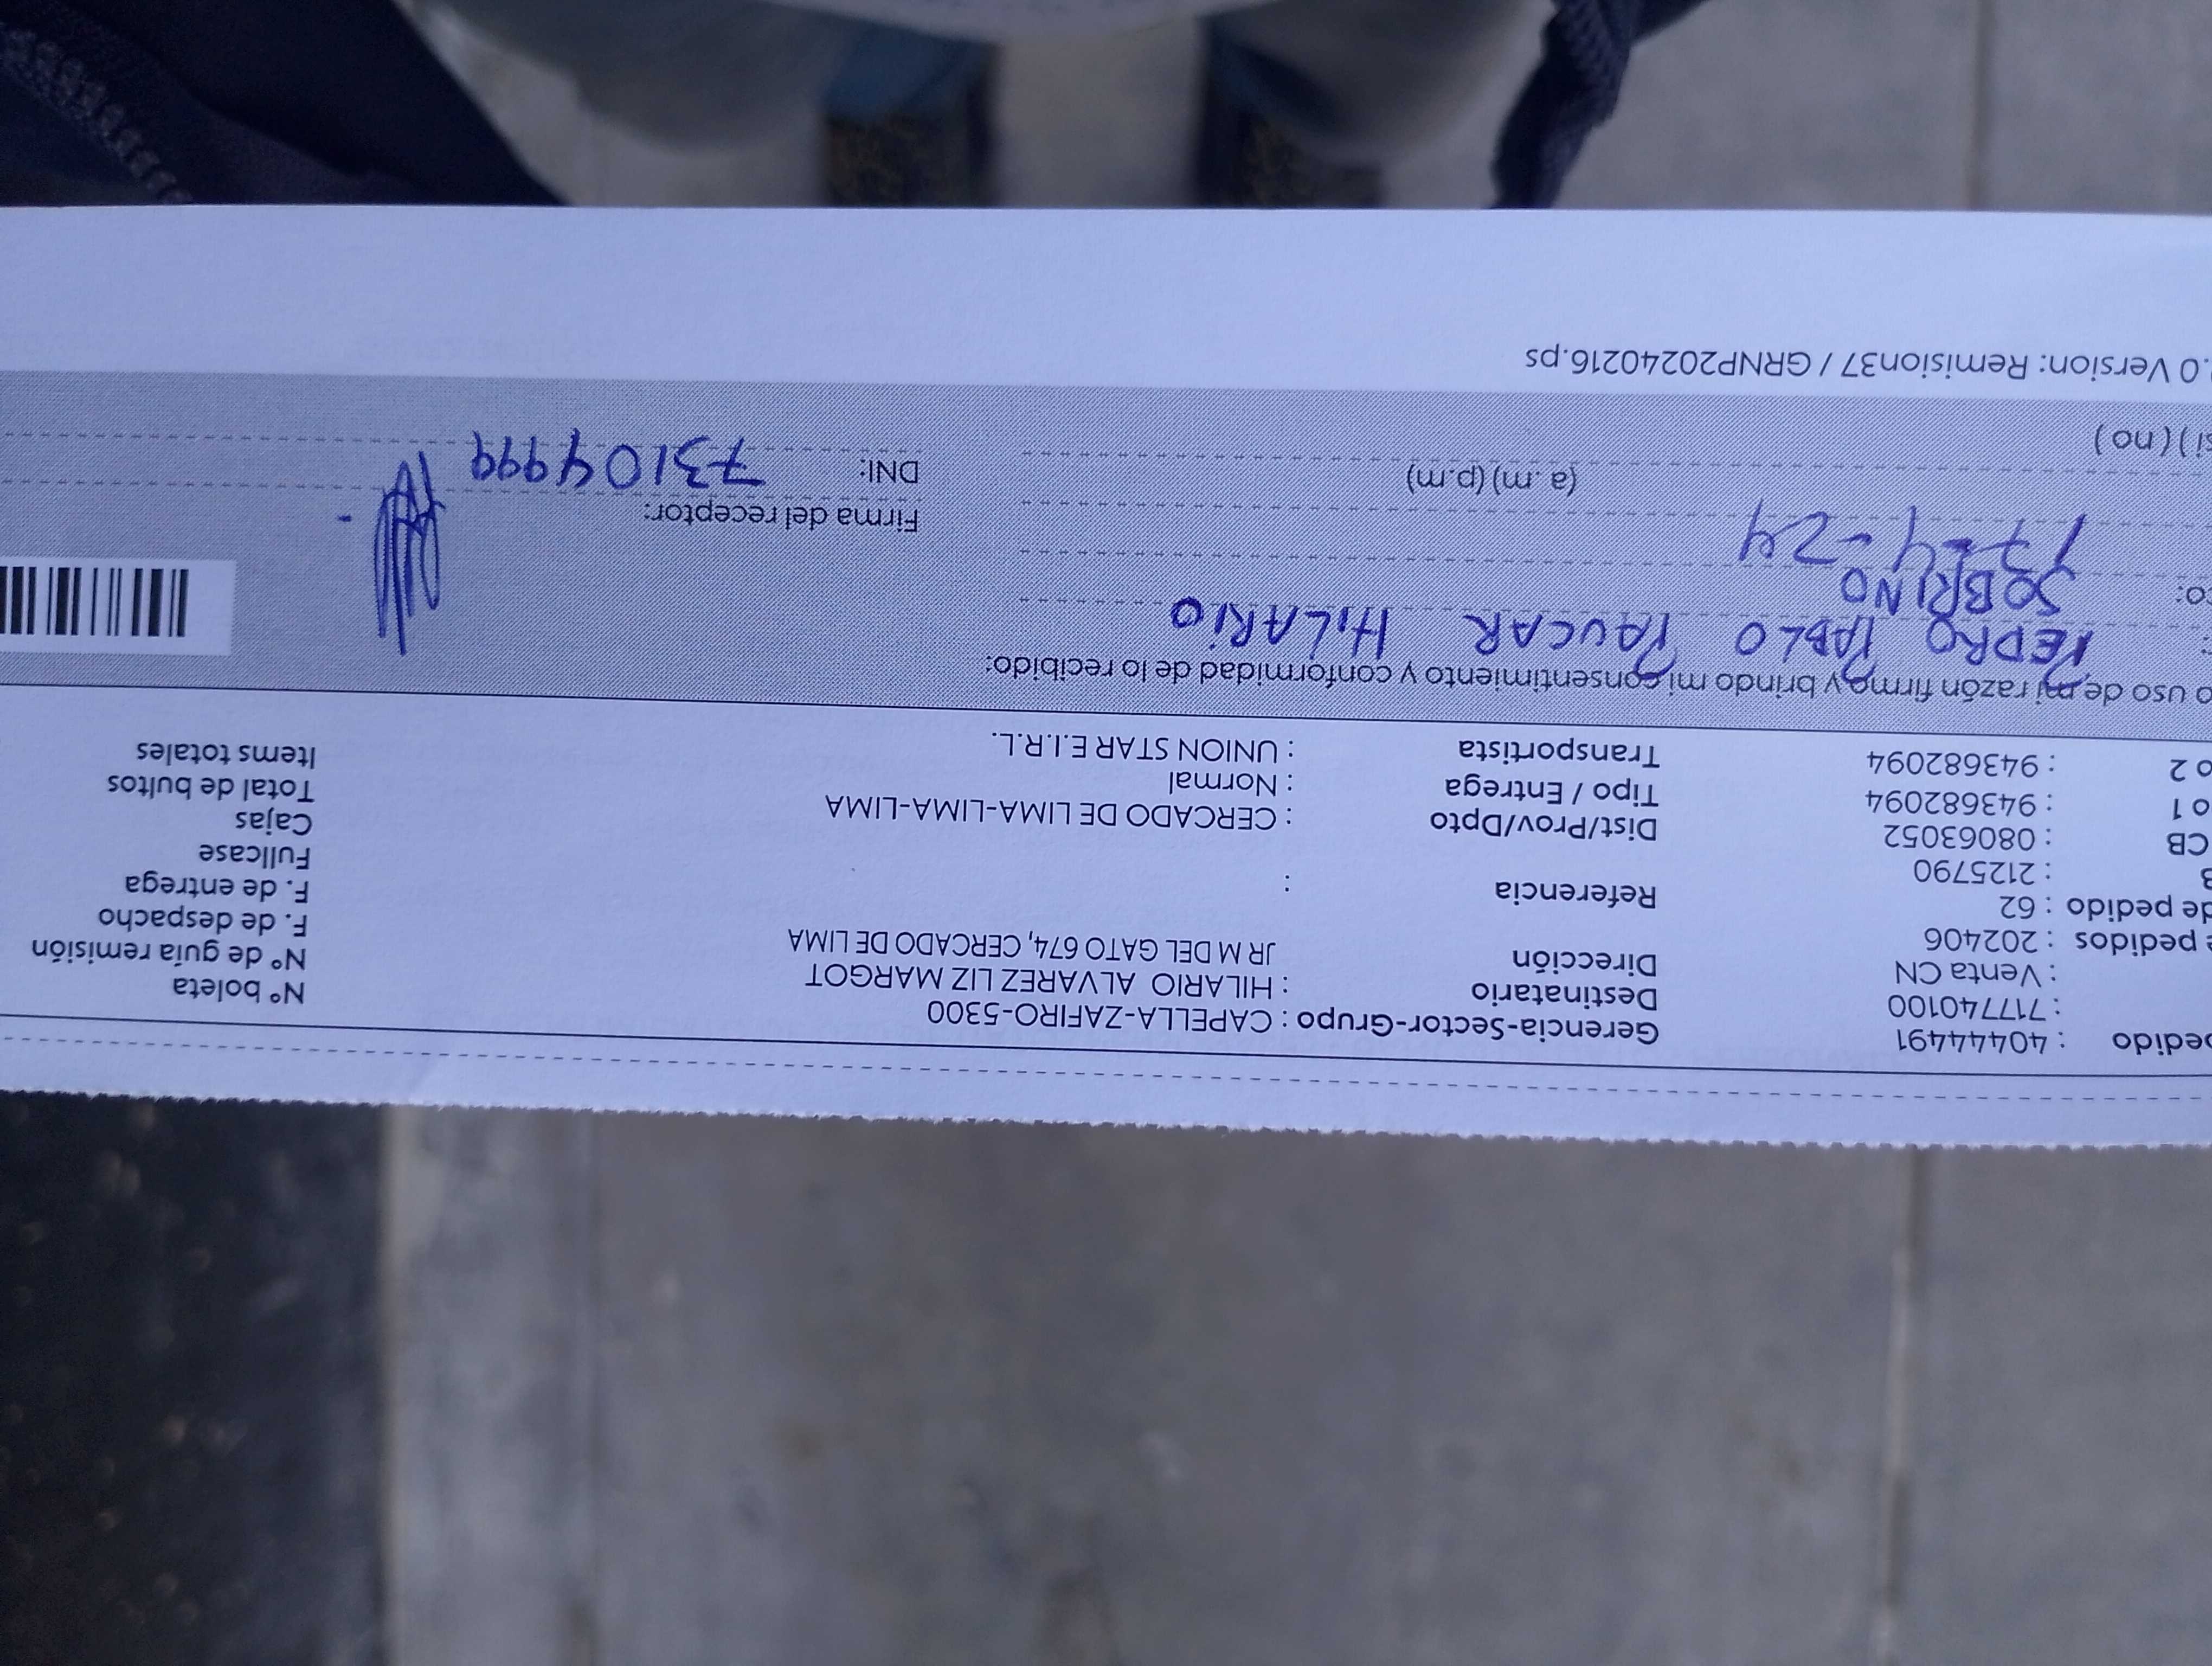 pedido : 40444491
: 717740100
: Venta CN
e pedidos : 202406
de pedido : 62
: 2125790
CB : 08063052
o 1 : 943682094
o 2 : 943682094
Gerencia-Sector-Grupo : CAPELLA-ZAFIRO-5300
Destinatario : HILARIO ALVAREZ LIZ MARGOT
Dirección JR M DEL GATO 674, CERCADO DE LIMA
Referencia :
Dist/Prov/Dpto : CERCADO DE LIMA-LIMA-LIMA
Tipo / Entrega : Normal
Transportista : UNION STAR E.I.R.L.
N° boleta
N° de guía remisión
F. de despacho
F. de entrega
Fullcase
Cajas
Total de bultos
Items totales
o uso de mi razón firmo y brindo mi consentimiento y conformidad de lo recibido:
PEDRO PABLO PAUCAR HILARIO
co: SOBRINO
17-4-24
(a.m) (p.m)
si ) ( no )
Firma del receptor:
DNI: 73104999
.0 Version: Remision37 / GRNP20240216.ps